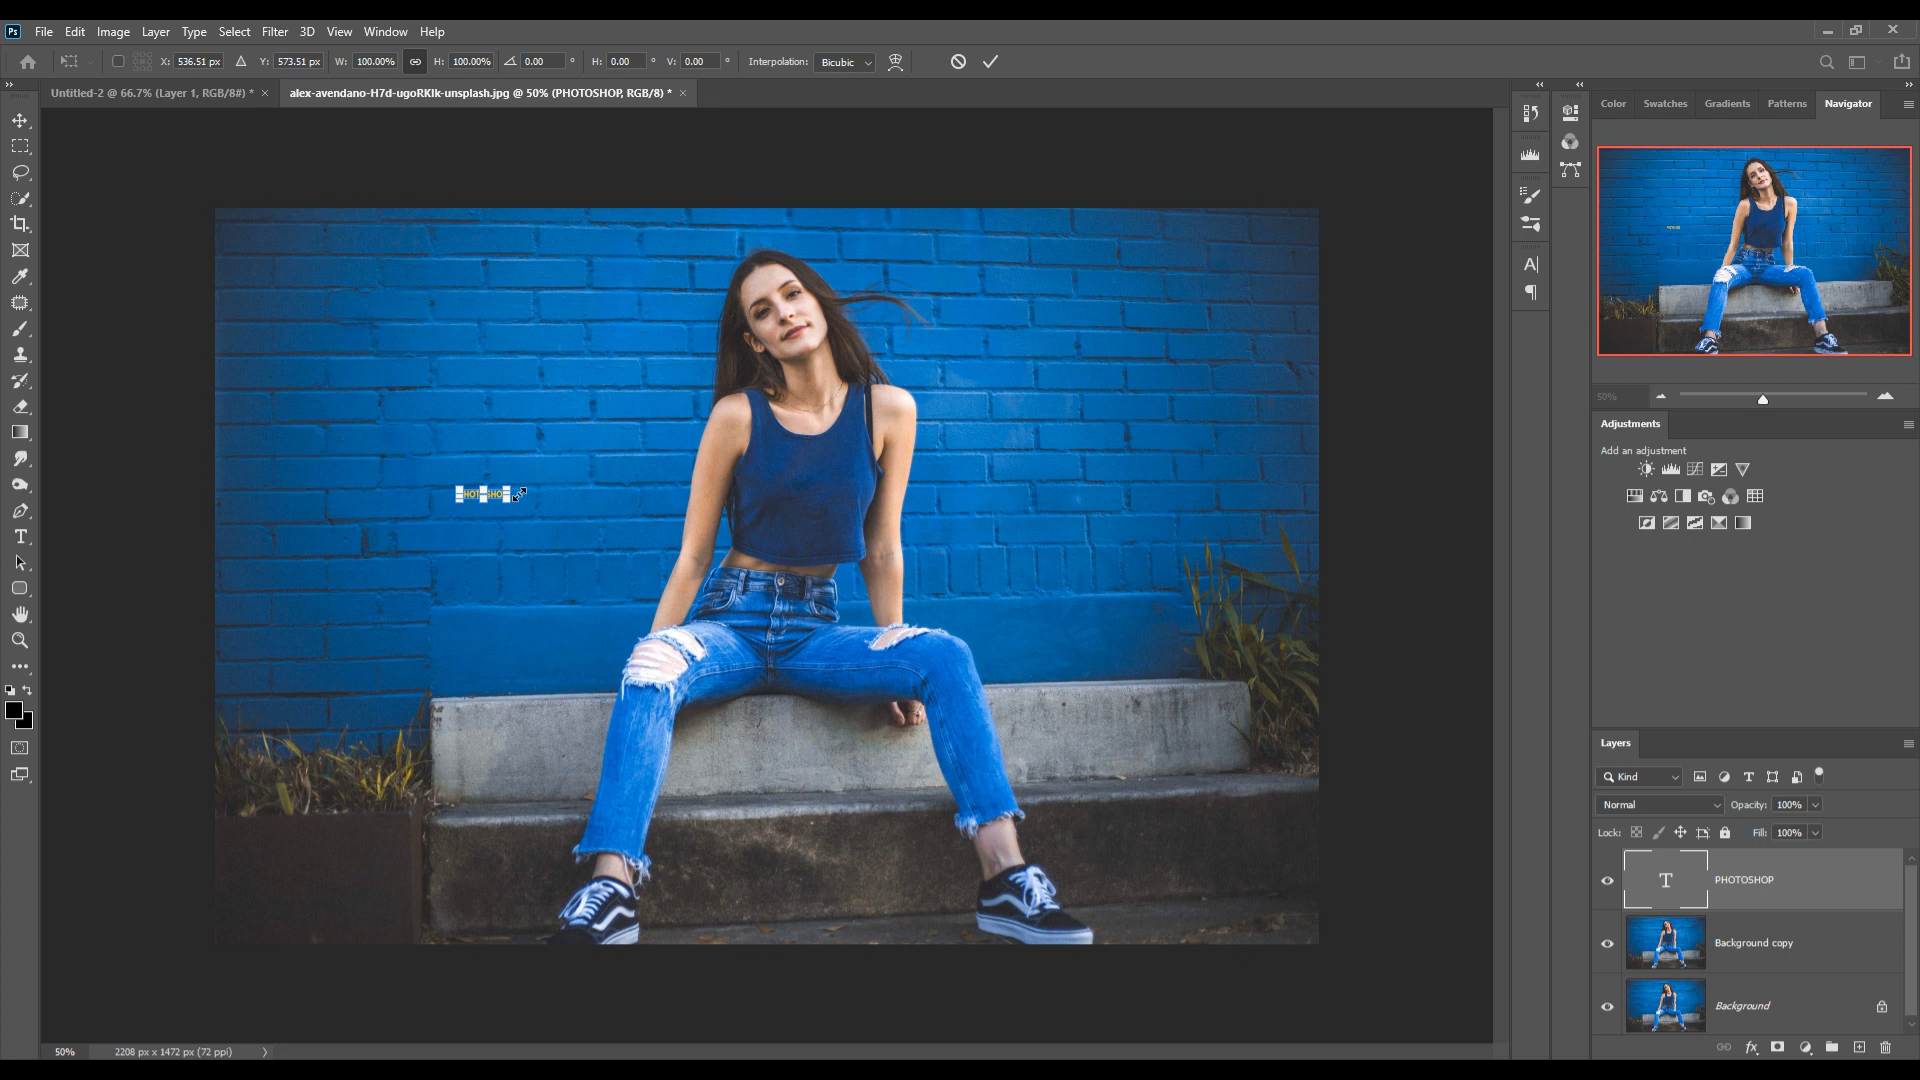 Ps File Edit Image Layer Type Select Filter 3D View Window Help
X: 536.51 px Y: 573.51 px W: 100.00% H: 100.00% 0.00 ° H: 0.00 ° V: 0.00 ° Interpolation: Bicubic
Untitled-2 @ 66.7% (Layer 1, RGB/8#) * × alex-avendano-H7d-ugoRKlk-unsplash.jpg @ 50% (PHOTOSHOP, RGB/8) * ×
Color Swatches Gradients Patterns Navigator
50%
Adjustments
Add an adjustment
Layers
Kind
Normal Opacity: 100%
Lock: Fill: 100%
T PHOTOSHOP
Background copy
Background
fx
50% 2208 px x 1472 px (72 ppi)